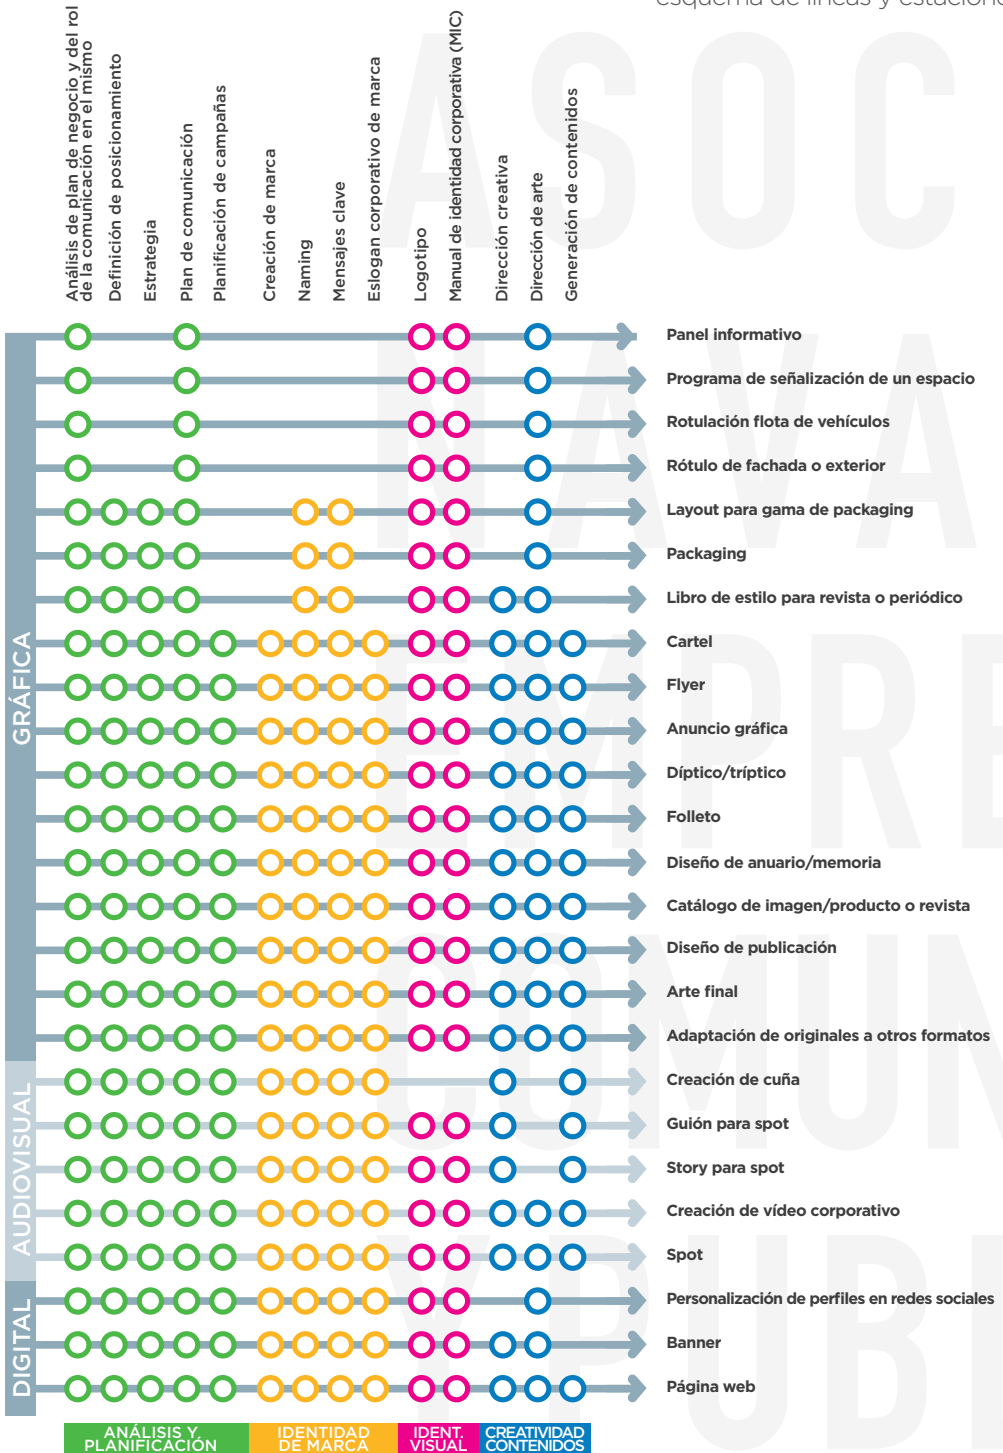 esquema de líneas y estacione
ASOC
NAVA
EMPRE
COMUN
Y PUBL
Análisis de plan de negocio y del rol
de la comunicación en el mismo
Definición de posicionamiento
Estrategia
Plan de comunicación
Planificación de campañas
Creación de marca
Naming
Mensajes clave
Eslogan corporativo de marca
Logotipo
Manual de identidad corporativa (MIC)
Dirección creativa
Dirección de arte
Generación de contenidos
GRÁFICA
Panel informativo
Programa de señalización de un espacio
Rotulación flota de vehículos
Rótulo de fachada o exterior
Layout para gama de packaging
Packaging
Libro de estilo para revista o periódico
Cartel
Flyer
Anuncio gráfica
Díptico/tríptico
Folleto
Diseño de anuario/memoria
Catálogo de imagen/producto o revista
Diseño de publicación
Arte final
Adaptación de originales a otros formatos
AUDIOVISUAL
Creación de cuña
Guión para spot
Story para spot
Creación de vídeo corporativo
Spot
DIGITAL
Personalización de perfiles en redes sociales
Banner
Página web
ANÁLISIS Y
PLANIFICACIÓN
IDENTIDAD
DE MARCA
IDENT.
VISUAL
CREATIVIDAD
CONTENIDOS